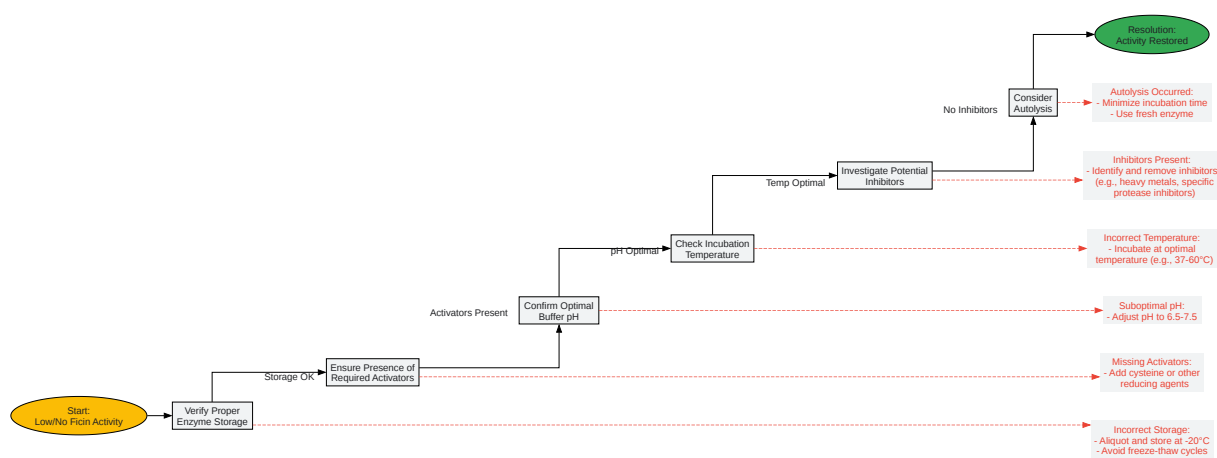 Resolution:
Activity Restored
Consider
Autolysis
No Inhibitors
Autolysis Occurred:
- Minimize incubation time
- Use fresh enzyme
Investigate Potential
Inhibitors
Temp Optimal
Inhibitors Present:
- Identify and remove inhibitors
(e.g., heavy metals, specific
protease inhibitors)
Check Incubation
Temperature
pH Optimal
Incorrect Temperature:
- Incubate at optimal
temperature (e.g., 37-60°C)
Confirm Optimal
Buffer pH
Activators Present
Suboptimal pH:
- Adjust pH to 6.5-7.5
Ensure Presence of
Required Activators
Storage OK
Missing Activators:
- Add cysteine or other
reducing agents
Start:
Low/No Ficin Activity
Verify Proper
Enzyme Storage
Incorrect Storage:
- Aliquot and store at -20°C
- Avoid freeze-thaw cycles